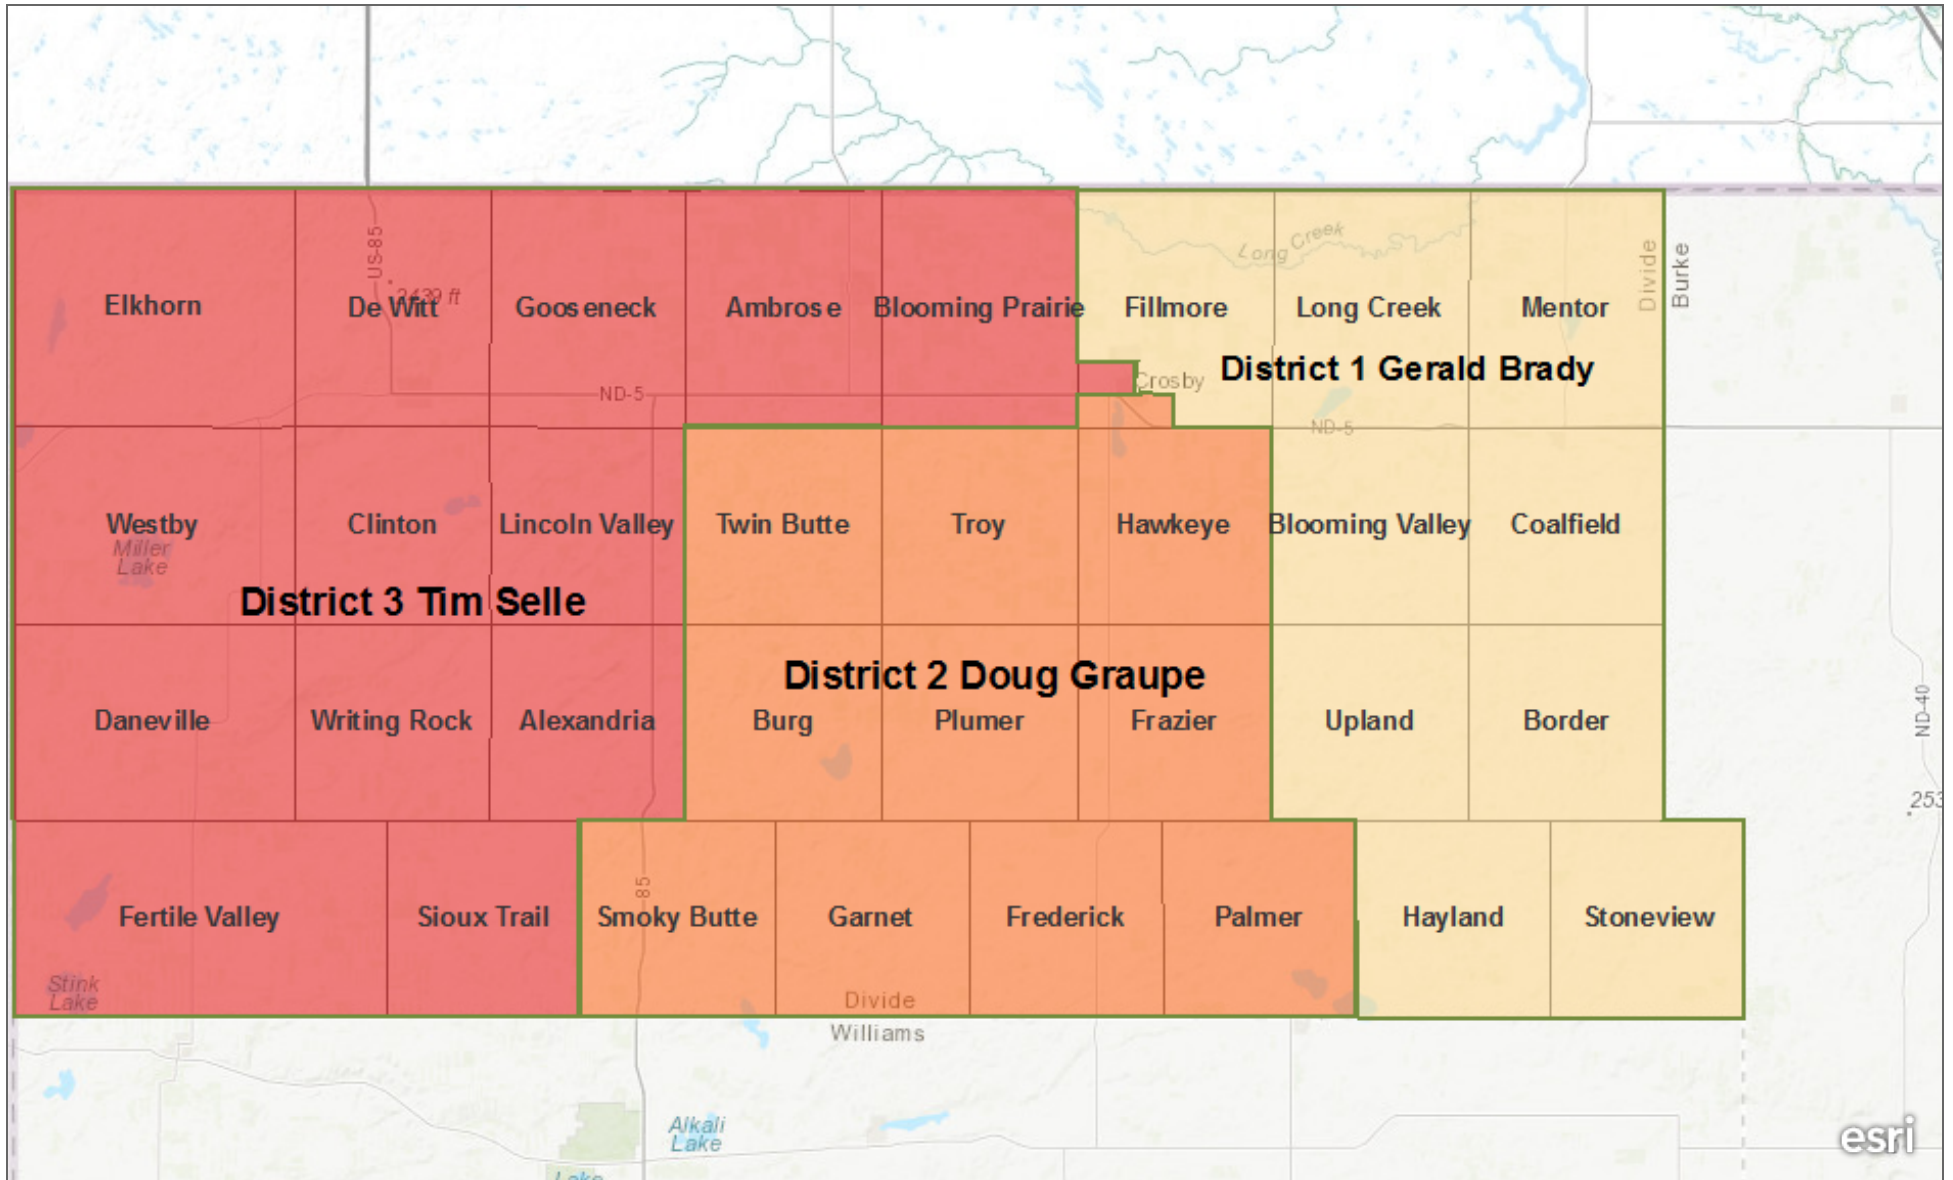 US-85
2439 ft
Long Creek
Divide
Burke
Elkhorn
De Witt
Gooseneck
Ambrose
Blooming Prairie
Fillmore
Long Creek
Mentor
District 1 Gerald Brady
Crosby
ND-5
ND-5
Westby
Clinton
Lincoln Valley
Twin Butte
Troy
Hawkeye
Blooming Valley
Coalfield
Miller
Lake
District 3 Tim Selle
District 2 Doug Graupe
Daneville
Writing Rock
Alexandria
Burg
Plumer
Frazier
Upland
Border
ND-40
253
85
Fertile Valley
Sioux Trail
Smoky Butte
Garnet
Frederick
Palmer
Hayland
Stoneview
Stink
Lake
Divide
Williams
Alkali
Lake
esri
Lake